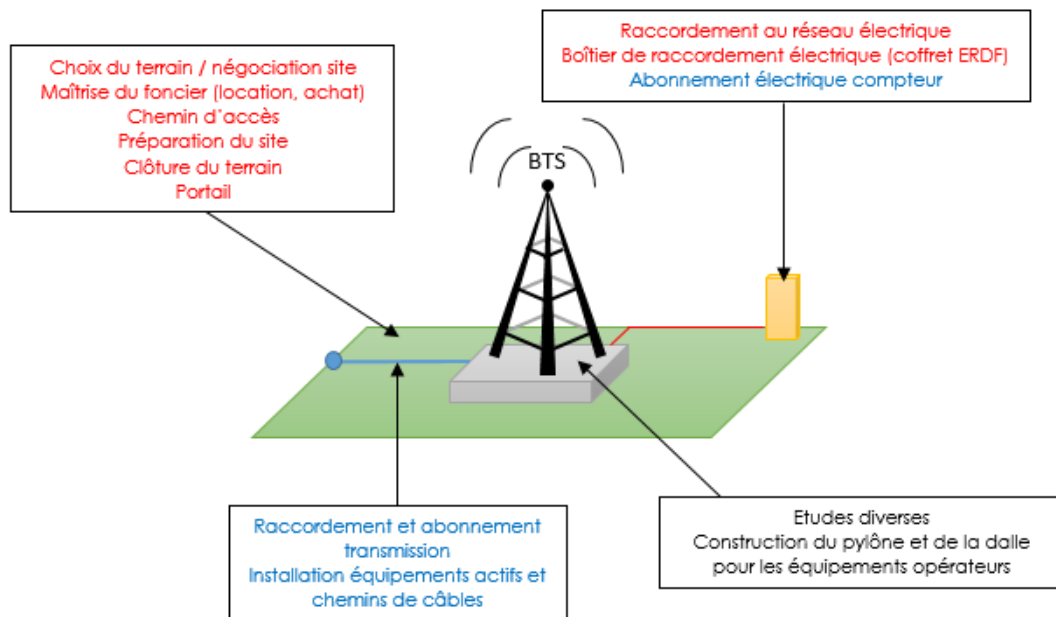 Choix du terrain / négociation site
Maîtrise du foncier (location, achat)
Chemin d'accès
Préparation du site
Clôture du terrain
Portail
Raccordement au réseau électrique
Boîtier de raccordement électrique (coffret ERDF)
Abonnement électrique compteur
BTS
Raccordement et abonnement
transmission
Installation équipements actifs et
chemins de câbles
Etudes diverses
Construction du pylône et de la dalle
pour les équipements opérateurs